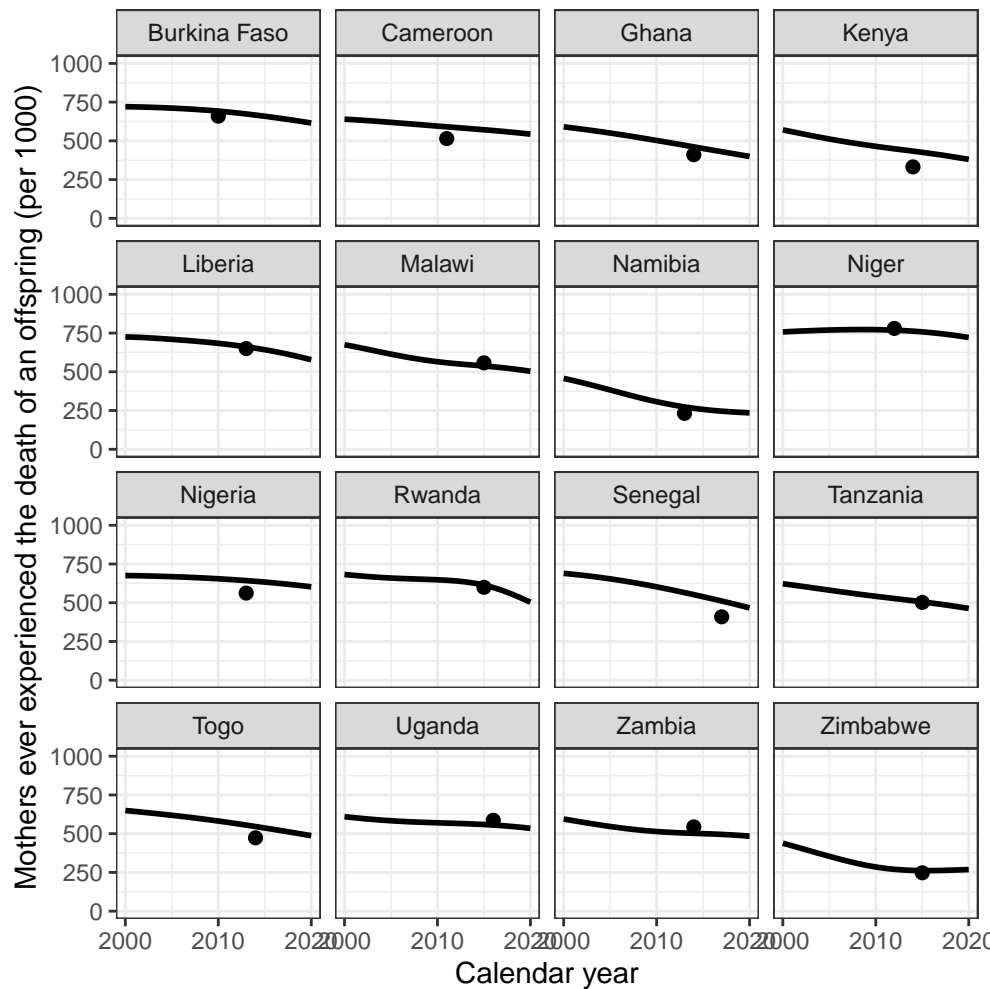 Burkina Faso Cameroon Ghana Kenya
1000
750
500
250
0
Liberia Malawi Namibia Niger
1000
750
500
250
0
Nigeria Rwanda Senegal Tanzania
1000
750
500
250
0
Togo Uganda Zambia Zimbabwe
1000
750
500
250
0
2000 2010 2020 2000 2010 2020 2000 2010 2020 2000 2010 2020
Calendar year
Mothers ever experienced the death of an offspring (per 1000)